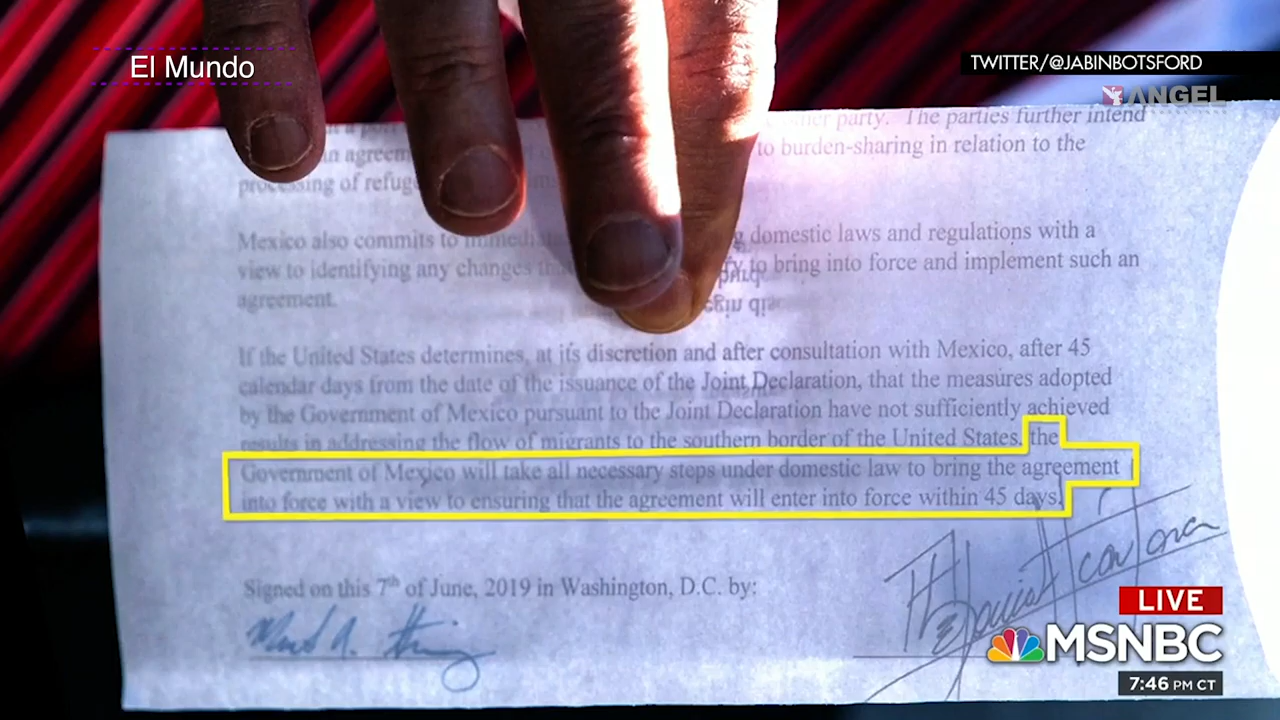 El Mundo
TWITTER/@JABINBOTSFORD
ANGEL
other party. The parties further intend
an agreem to burden-sharing in relation to the
processing of refuge
Mexico also commits to immedi domestic laws and regulations with a
view to identifying any changes to bring into force and implement such an
agreement.
If the United States determines, at its discretion and after consultation with Mexico, after 45
calendar days from the date of the issuance of the Joint Declaration, that the measures adopted
by the Government of Mexico pursuant to the Joint Declaration have not sufficiently achieved
results in addressing the flow of migrants to the southern border of the United States, the
Government of Mexico will take all necessary steps under domestic law to bring the agreement
into force with a view to ensuring that the agreement will enter into force within 45 days.
Signed on this 7th of June, 2019 in Washington, D.C. by:
LIVE
MSNBC
7:46 PM CT